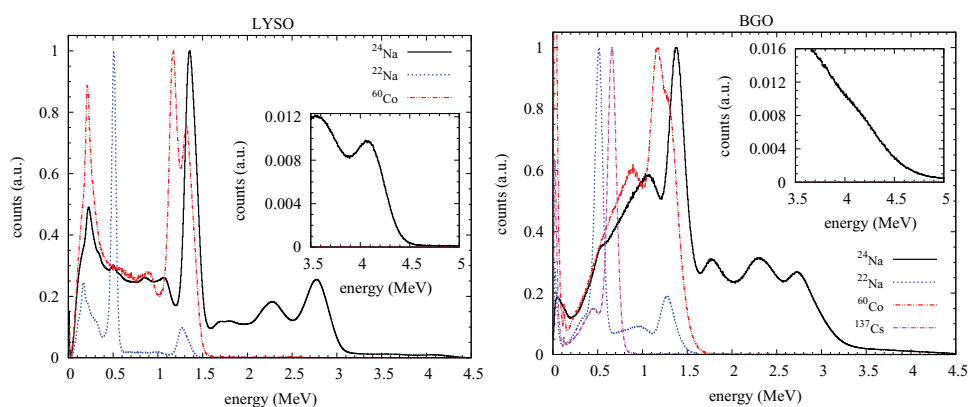 LYSO
counts (a.u.)
1
0.8
0.6
0.4
0.2
0
0 0.5 1 1.5 2 2.5 3 3.5 4 4.5
energy (MeV)
²⁴Na
²²Na
⁶⁰Co
counts (a.u.)
0.012
0.008
0.004
0
3.5 4 4.5 5
energy (MeV)
BGO
counts (a.u.)
1
0.8
0.6
0.4
0.2
0
0 0.5 1 1.5 2 2.5 3 3.5 4 4.5
energy (MeV)
counts (a.u.)
0.016
0.012
0.008
0.004
3.5 4 4.5 5
energy (MeV)
²⁴Na
²²Na
⁶⁰Co
¹³⁷Cs